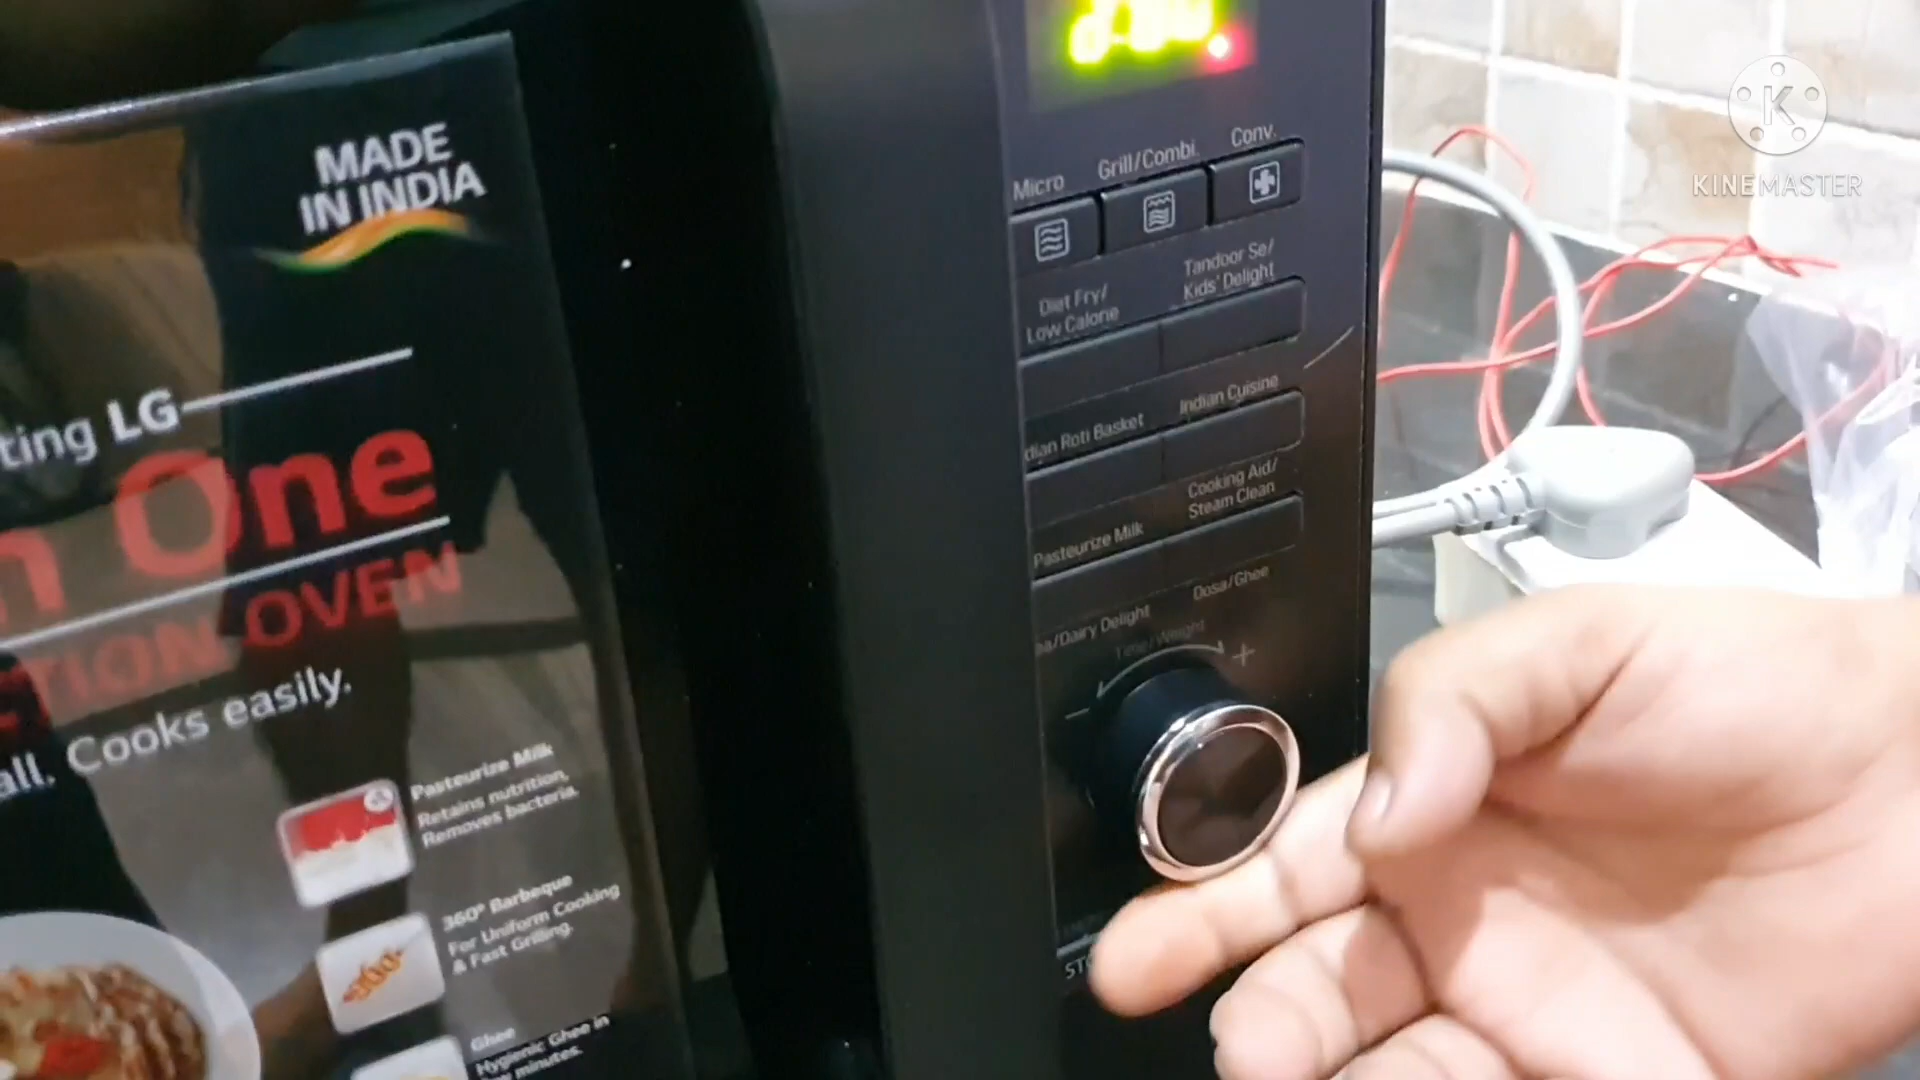 MADE
IN INDIA
ting LG
n One
CTION OVEN
all. Cooks easily.
Pasteurize Milk
Retains nutrition,
Removes bacteria.
360° Barbeque
For Uniform Cooking
& Fast Grilling.
Ghee
Hygienic Ghee in
minutes.
Micro
Grill/Combi.
Conv.
Diet Fry/
Low Calorie
Tandoor Se/
Kids' Delight
dian Roti Basket
Indian Cuisine
Pasteurize Milk
Cooking Aid/
Steam Clean
ea/Dairy Delight
Dosa/Ghee
Time/Weight
- +
STO
K
KINEMASTER